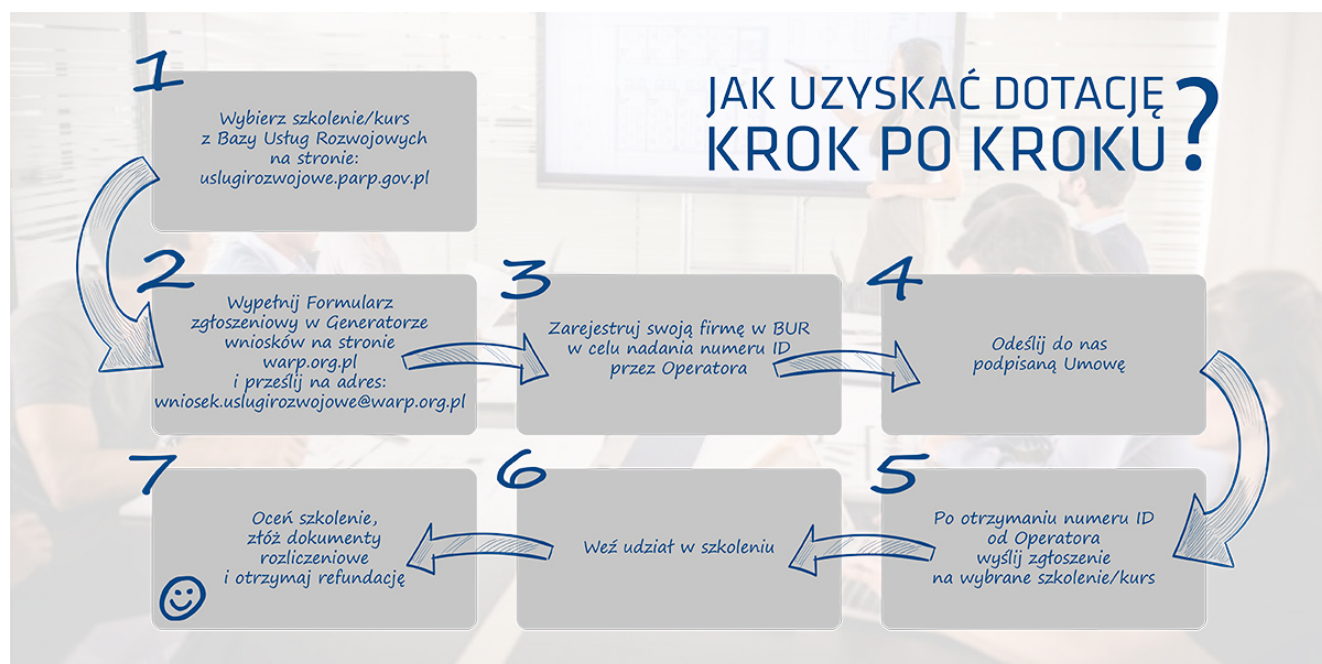 JAK UZYSKAĆ DOTACJĘ
KROK PO KROKU?
1
Wybierz szkolenie/kurs
z Bazy Usług Rozwojowych
na stronie:
uslugirozwojowe.parp.gov.pl
2
Wypełnij Formularz
zgłoszeniowy w Generatorze
wniosków na stronie
warp.org.pl
i prześlij na adres:
wniosek.uslugirozwojowe@warp.org.pl
3
Zarejestruj swoją firmę w BUR
w celu nadania numeru ID
przez Operatora
4
Odeślij do nas
podpisaną Umowę
5
Po otrzymaniu numeru ID
od Operatora
wyślij zgłoszenie
na wybrane szkolenie/kurs
6
Weź udział w szkoleniu
7
Oceń szkolenie,
złóż dokumenty
rozliczeniowe
i otrzymaj refundację